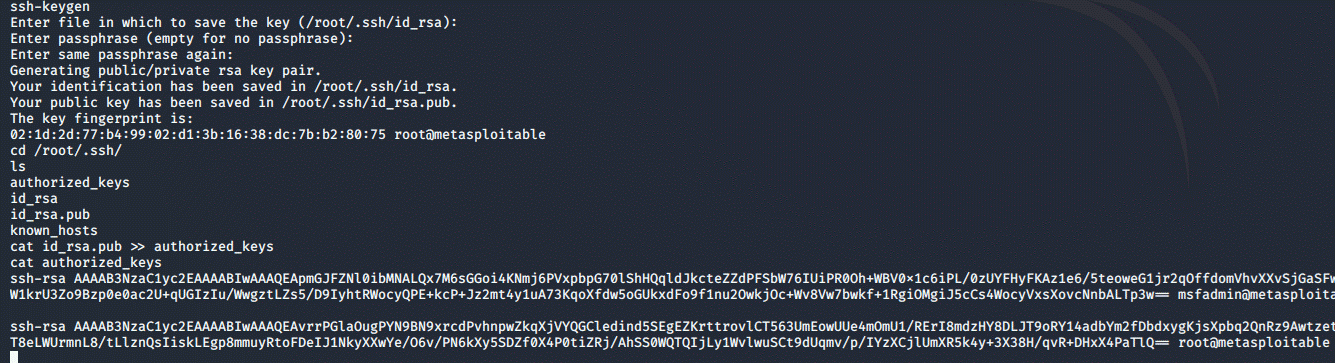 ssh-keygen
Enter file in which to save the key (/root/.ssh/id_rsa):
Enter passphrase (empty for no passphrase):
Enter same passphrase again:
Generating public/private rsa key pair.
Your identification has been saved in /root/.ssh/id_rsa.
Your public key has been saved in /root/.ssh/id_rsa.pub.
The key fingerprint is:
02:1d:2d:77:b4:99:02:d1:3b:16:38:dc:7b:b2:80:75 root@metasploitable
cd /root/.ssh/
ls
authorized_keys
id_rsa
id_rsa.pub
known_hosts
cat id_rsa.pub >> authorized_keys
cat authorized_keys
ssh-rsa AAAAB3NzaC1yc2EAAAABIwAAAQEApmGJFZNl0ibMNALQx7M6sGGoi4KNmj6PVxpbpG70lShHQqldJkcteZZdPFSbW76IUiPR0Oh+WBV0×1c6iPL/0zUYFHyFKAz1e6/5teoweG1jr2qOffdomVhvXXvSjGaSFw
W1krU3Zo9Bzp0e0ac2U+qUGIzIu/WwgztLZs5/D9IyhtRWocyQPE+kcP+Jz2mt4y1uA73KqoXfdw5oGUkxdFo9f1nu2OwkjOc+Wv8Vw7bwkf+1RgiOMgiJ5cCs4WocyVxsXovcNnbALTp3w== msfadmin@metasploita
ssh-rsa AAAAB3NzaC1yc2EAAAABIwAAAQEAvrrPGlaOugPYN9BN9xrcdPvhnpwZkqXjVYQGCledind5SEgEZKrttrovlCT563UmEowUUe4mOmU1/RErI8mdzHY8DLJT9oRY14adbYm2fDbdxygKjsXpbq2QnRz9Awtzet
T8eLWUrmnL8/tLlznQsIiskLEgp8mmuyRtoFDeIJ1NkyXXwYe/O6v/PN6kXy5SDZf0X4P0tiZRj/AhSS0WQTQIjLy1WvlwuSCt9dUqmv/p/IYzXCjlUmXR5k4y+3X38H/qvR+DHxX4PaTlQ== root@metasploitable